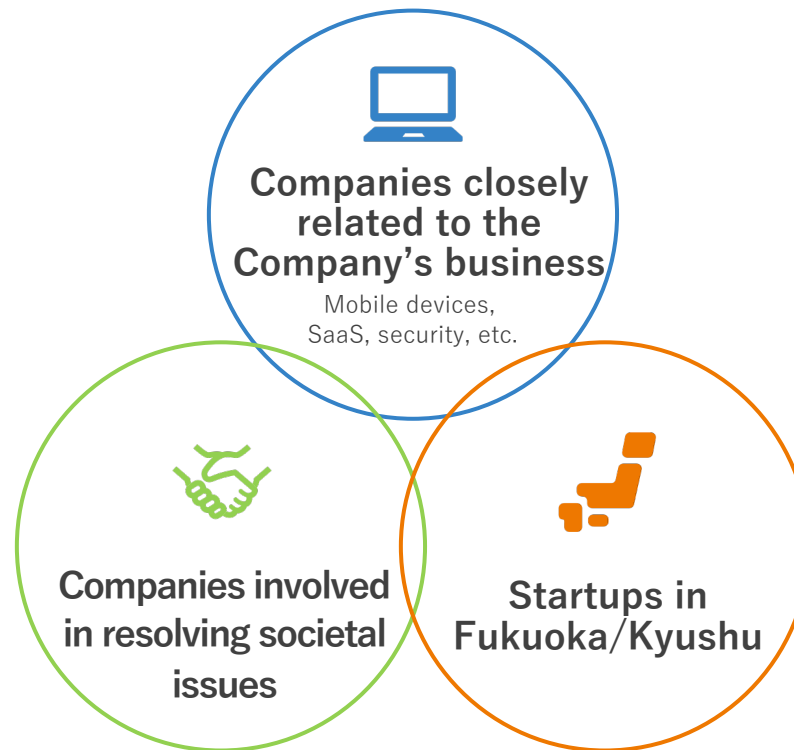 Companies closely
related to the
Company’s business
Mobile devices,
SaaS, security, etc.
Companies involved
in resolving societal
issues
Startups in
Fukuoka/Kyushu